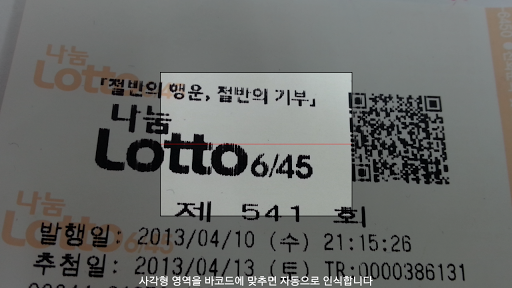 「절반의 행운, 절반의 기부」
나눔
Lotto 6/45
제 541 회
발행일: 2013/04/10 (수) 21:15:26
추첨일: 2013/04/13 (토) TR:0000386131
사각형 영역을 바코드에 맞추면 자동으로 인식합니다